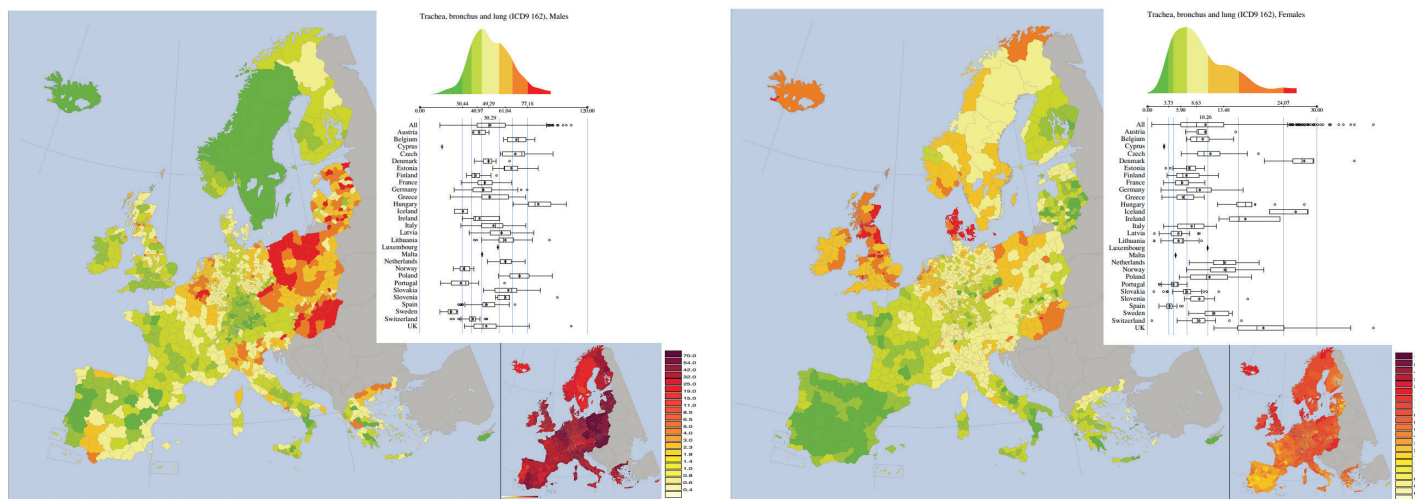 Trachea, bronchus and lung (ICD9 162), Males
0.00 30,44 49,29 77,18 120.00
40,97 61,04
50.29
All
Austria
Belgium
Cyprus
Czech
Denmark
Estonia
Finland
France
Germany
Greece
Hungary
Iceland
Ireland
Italy
Latvia
Lithuania
Luxembourg
Malta
Netherlands
Norway
Poland
Portugal
Slovakia
Slovenia
Spain
Sweden
Switzerland
UK
70.0
54.0
42.0
32.0
25.0
19.0
15.0
11.0
8.5
6.5
5.0
4.0
3.0
2.3
1.8
1.4
1.0
0.8
0.6
0.4
Trachea, bronchus and lung (ICD9 162), Females
0.00 3,73 8,63 24,07 30.00
5,90 13,48
10.26
All
Austria
Belgium
Cyprus
Czech
Denmark
Estonia
Finland
France
Germany
Greece
Hungary
Iceland
Ireland
Italy
Latvia
Lithuania
Luxembourg
Malta
Netherlands
Norway
Poland
Portugal
Slovakia
Slovenia
Spain
Sweden
Switzerland
UK